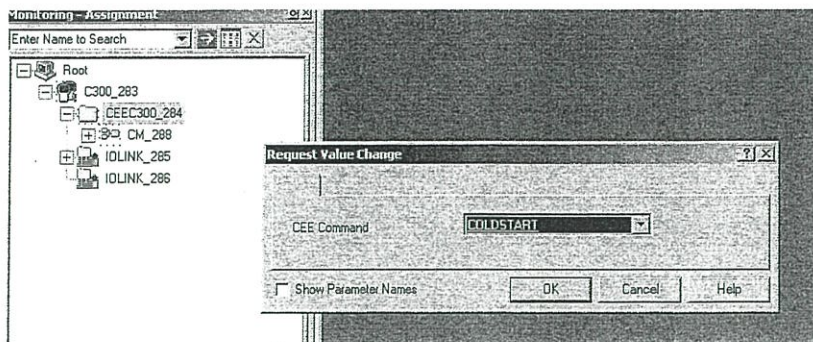 Monitoring - Assignment
Enter Name to Search
Root
C300_283
CEEC300_284
CM_288
IOLINK_285
IOLINK_286
Request Value Change
CEE Command
COLDSTART
Show Parameter Names
OK
Cancel
Help